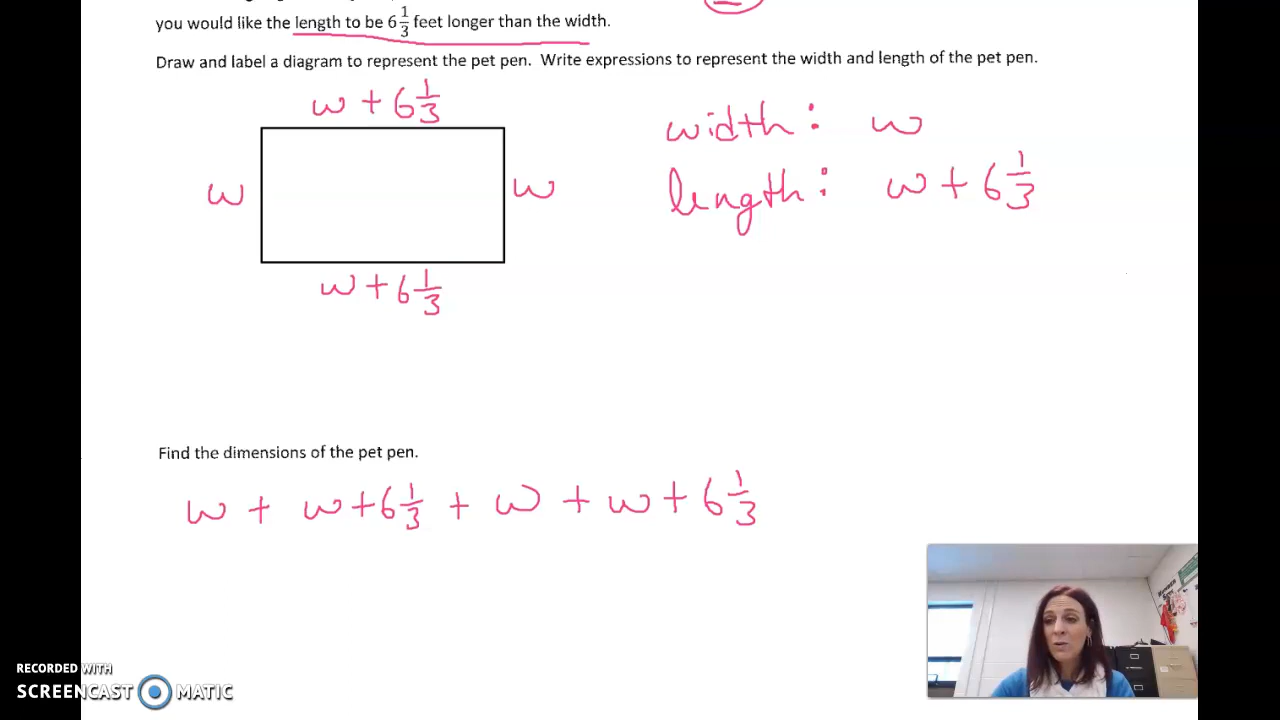 you would like the length to be 6 1/3 feet longer than the width.
Draw and label a diagram to represent the pet pen. Write expressions to represent the width and length of the pet pen.
w + 6 1/3
w
w
w + 6 1/3
width: w
length: w + 6 1/3
Find the dimensions of the pet pen.
w + w + 6 1/3 + w + w + 6 1/3
RECORDED WITH
SCREENCAST MATIC